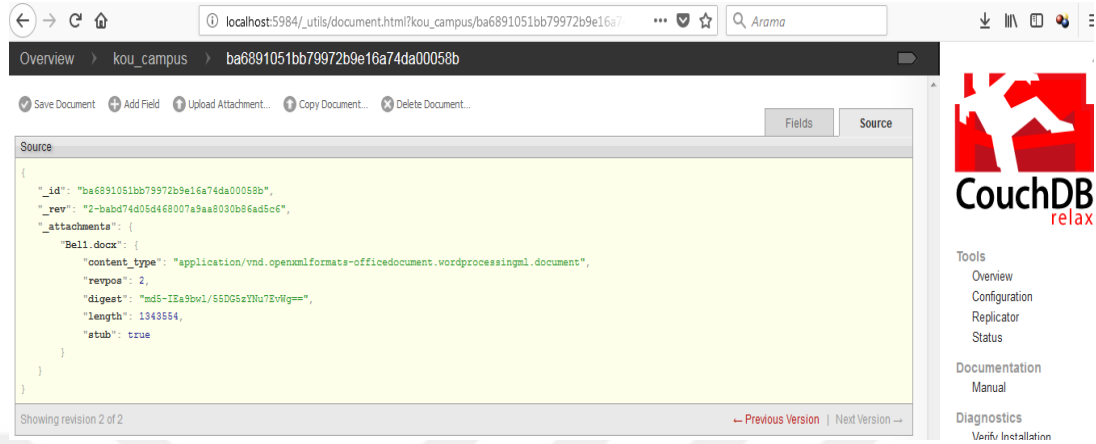 localhost:5984/_utils/document.html?kou_campus/ba6891051bb79972b9e16a7
Arama
Overview > kou_campus > ba6891051bb79972b9e16a74da00058b
Save Document Add Field Upload Attachment... Copy Document... Delete Document...
Fields Source
Source
{
"_id": "ba6891051bb79972b9e16a74da00058b",
"_rev": "2-babd74d05d468007a9aa8030b86ad5c6",
"_attachments": {
"Bel1.docx": {
"content_type": "application/vnd.openxmlformats-officedocument.wordprocessingml.document",
"revpos": 2,
"digest": "md5-IEa9bwl/55DG5zYNu7EvWg==",
"length": 1343554,
"stub": true
}
}
}
Showing revision 2 of 2 ← Previous Version | Next Version →
CouchDB
relax
Tools
Overview
Configuration
Replicator
Status
Documentation
Manual
Diagnostics
Verify Installation